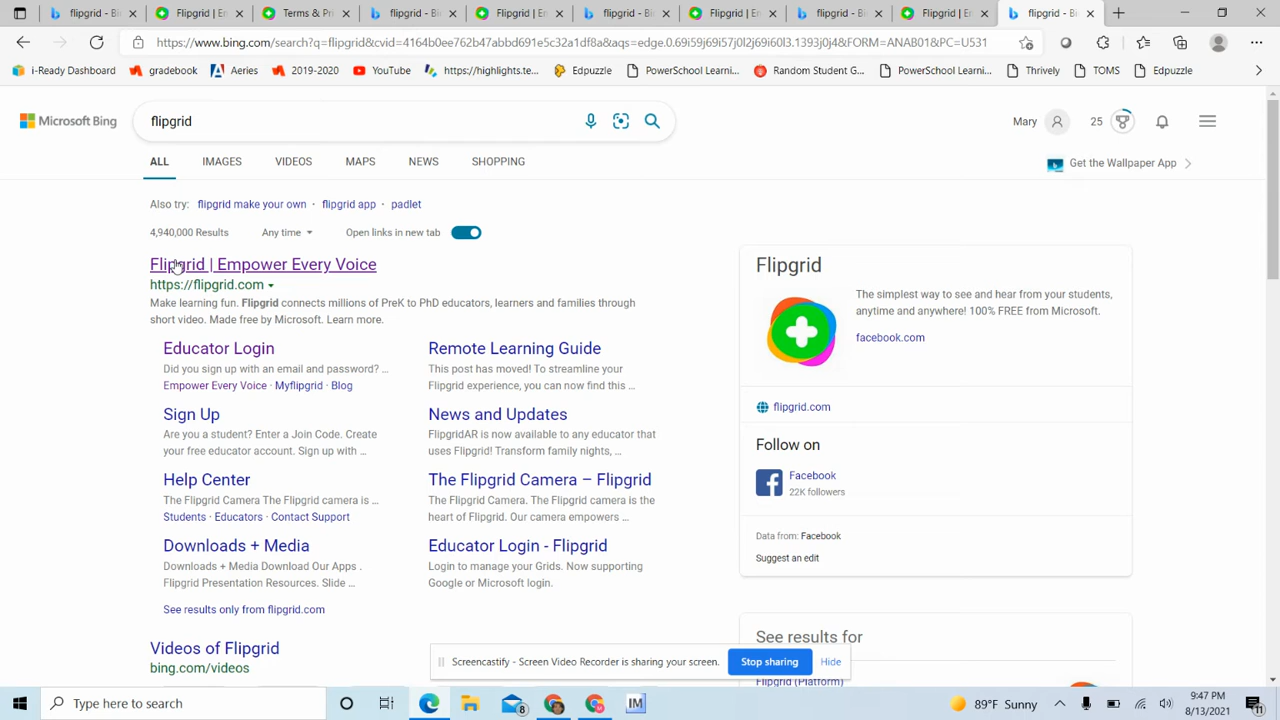 flipgrid - Bi
Flipgrid | En
Terms & Pri
flipgrid - Bi
Flipgrid | En
Flipgrid | En
flipgrid - Bi
Flipgrid | En
flipgrid - Bi
Flipgrid | En
flipgrid - Bi
https://www.bing.com/search?q=flipgrid&cvid=4164b0ee762b47abbd691e5c32a1df8a&aqs=edge.0.69i59j69i57j0l2j69i60l3.1393j0j4&FORM=ANAB01&PC=U531
i-Ready Dashboard gradebook Aeries 2019-2020 YouTube https://highlights.te... Edpuzzle PowerSchool Learni... Random Student G... PowerSchool Learni... Thrively TOMS Edpuzzle
Microsoft Bing
flipgrid
Mary
25
ALL IMAGES VIDEOS MAPS NEWS SHOPPING
Get the Wallpaper App
Also try: flipgrid make your own · flipgrid app · padlet
4,940,000 Results Any time Open links in new tab
Flipgrid | Empower Every Voice
https://flipgrid.com
Make learning fun. Flipgrid connects millions of PreK to PhD educators, learners and families through
short video. Made free by Microsoft. Learn more.
Educator Login
Did you sign up with an email and password? ...
Empower Every Voice · Myflipgrid · Blog
Remote Learning Guide
This post has moved! To streamline your
Flipgrid experience, you can now find this ...
Sign Up
Are you a student? Enter a Join Code. Create
your free educator account. Sign up with ...
News and Updates
FlipgridAR is now available to any educator that
uses Flipgrid! Transform family nights, ...
Help Center
The Flipgrid Camera The Flipgrid camera is ...
Students · Educators · Contact Support
The Flipgrid Camera – Flipgrid
The Flipgrid Camera. The Flipgrid camera is the
heart of Flipgrid. Our camera empowers ...
Downloads + Media
Downloads + Media Download Our Apps .
Flipgrid Presentation Resources. Slide ...
Educator Login - Flipgrid
Login to manage your Grids. Now supporting
Google or Microsoft login.
See results only from flipgrid.com
Videos of Flipgrid
bing.com/videos
Flipgrid
The simplest way to see and hear from your students,
anytime and anywhere! 100% FREE from Microsoft.
facebook.com
flipgrid.com
Follow on
Facebook
22K followers
Data from: Facebook
Suggest an edit
See results for
Flipgrid (Platform)
Screencastify - Screen Video Recorder is sharing your screen. Stop sharing Hide
Type here to search
8
IM
89°F Sunny
9:47 PM
8/13/2021
11